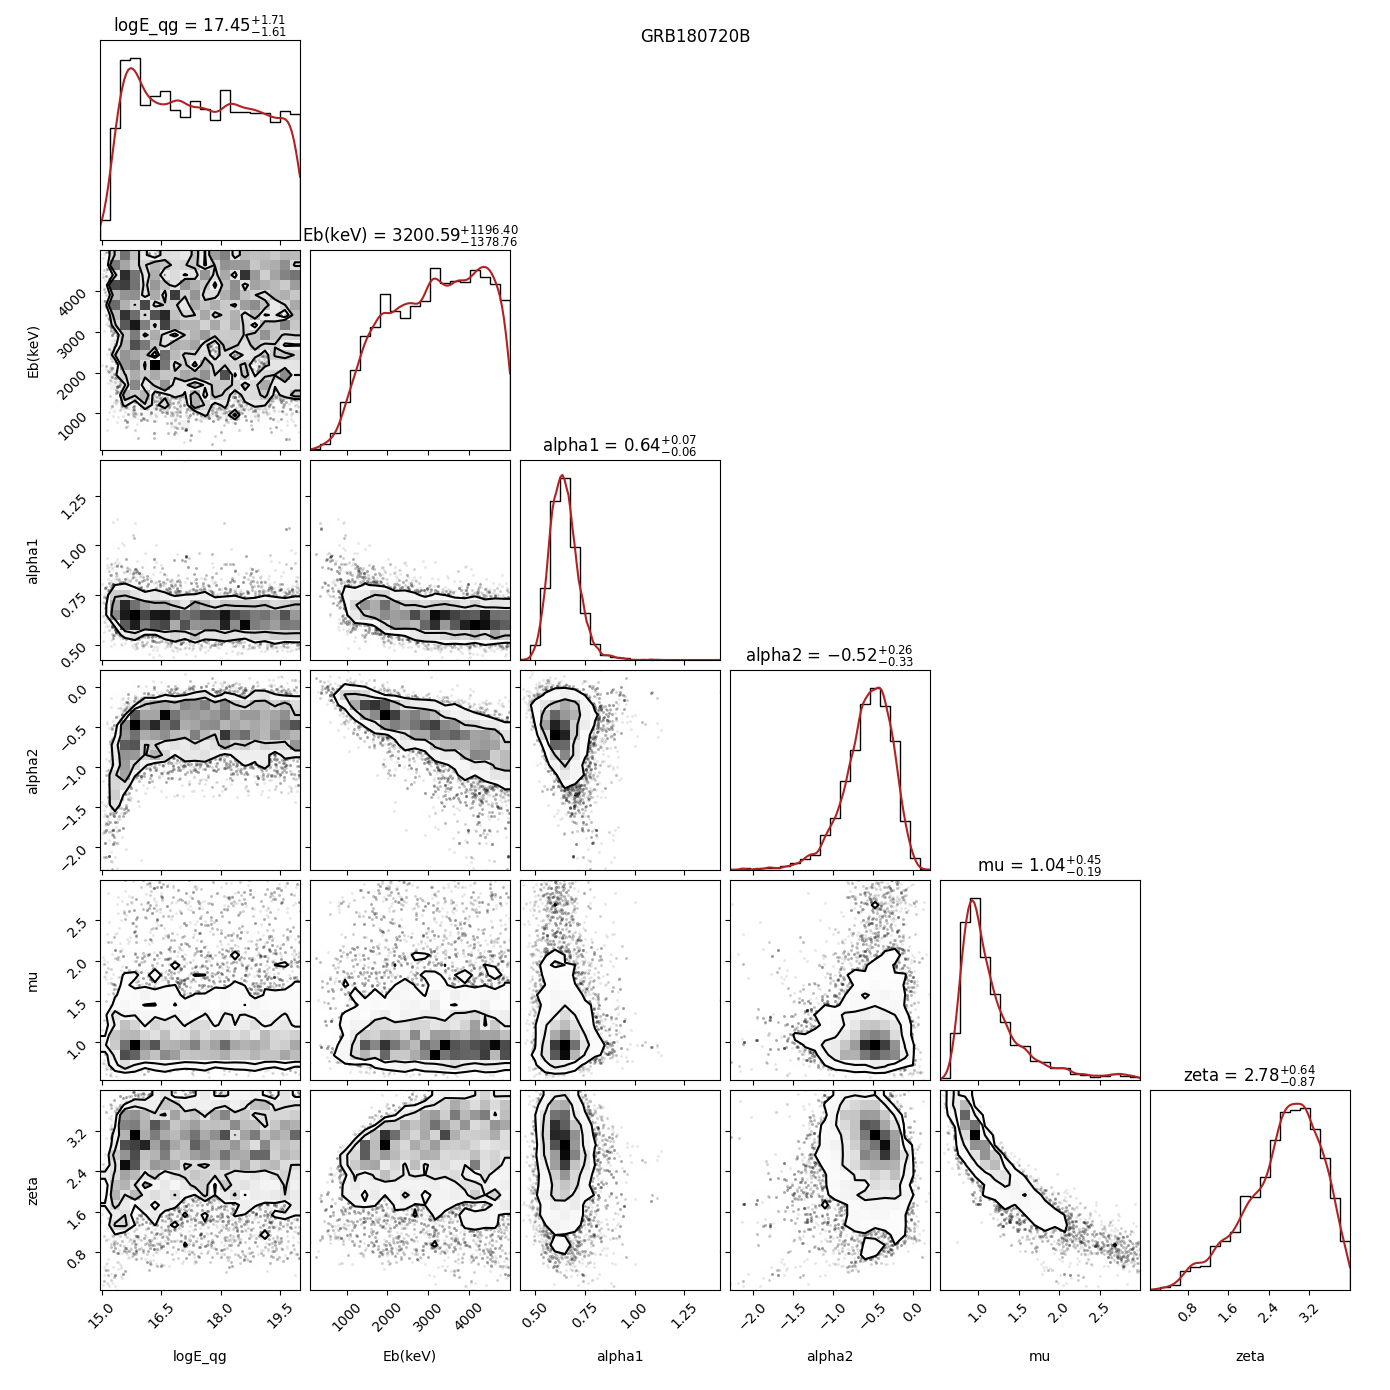 GRB180720B
logE_qg = 17.45 +1.71 −1.61
Eb(keV) = 3200.59 +1196.40 −1378.76
4000
3000
2000
1000
Eb(keV)
alpha1 = 0.64 +0.07 −0.06
1.25
1.00
0.75
0.50
alpha1
alpha2 = −0.52 +0.26 −0.33
0.0
−0.5
−1.0
−1.5
−2.0
alpha2
mu = 1.04 +0.45 −0.19
2.5
2.0
1.5
1.0
mu
zeta = 2.78 +0.64 −0.87
3.2
2.4
1.6
0.8
zeta
15.0 16.5 18.0 19.5 1000 2000 3000 4000 0.50 0.75 1.00 1.25 −2.0 −1.5 −1.0 −0.5 0.0 1.0 1.5 2.0 2.5 0.8 1.6 2.4 3.2
logE_qg Eb(keV) alpha1 alpha2 mu zeta